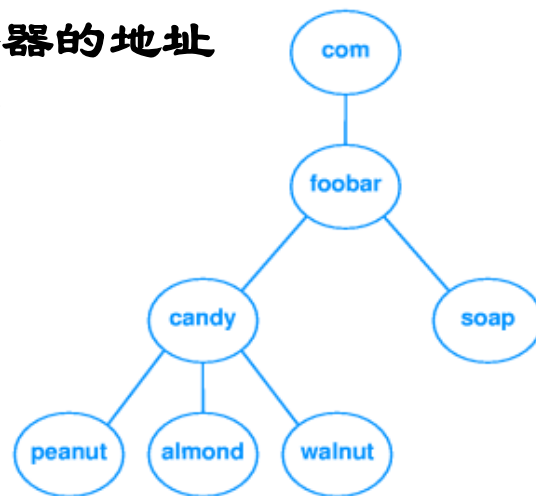 器的地址
com
foobar
candy soap
peanut almond walnut